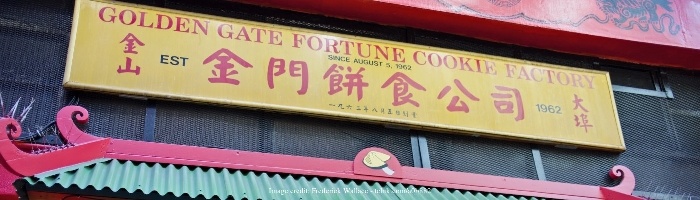 GOLDEN GATE FORTUNE COOKIE FACTORY
SINCE AUGUST 5, 1962
金山
EST
金門餅食公司
1962
大埠